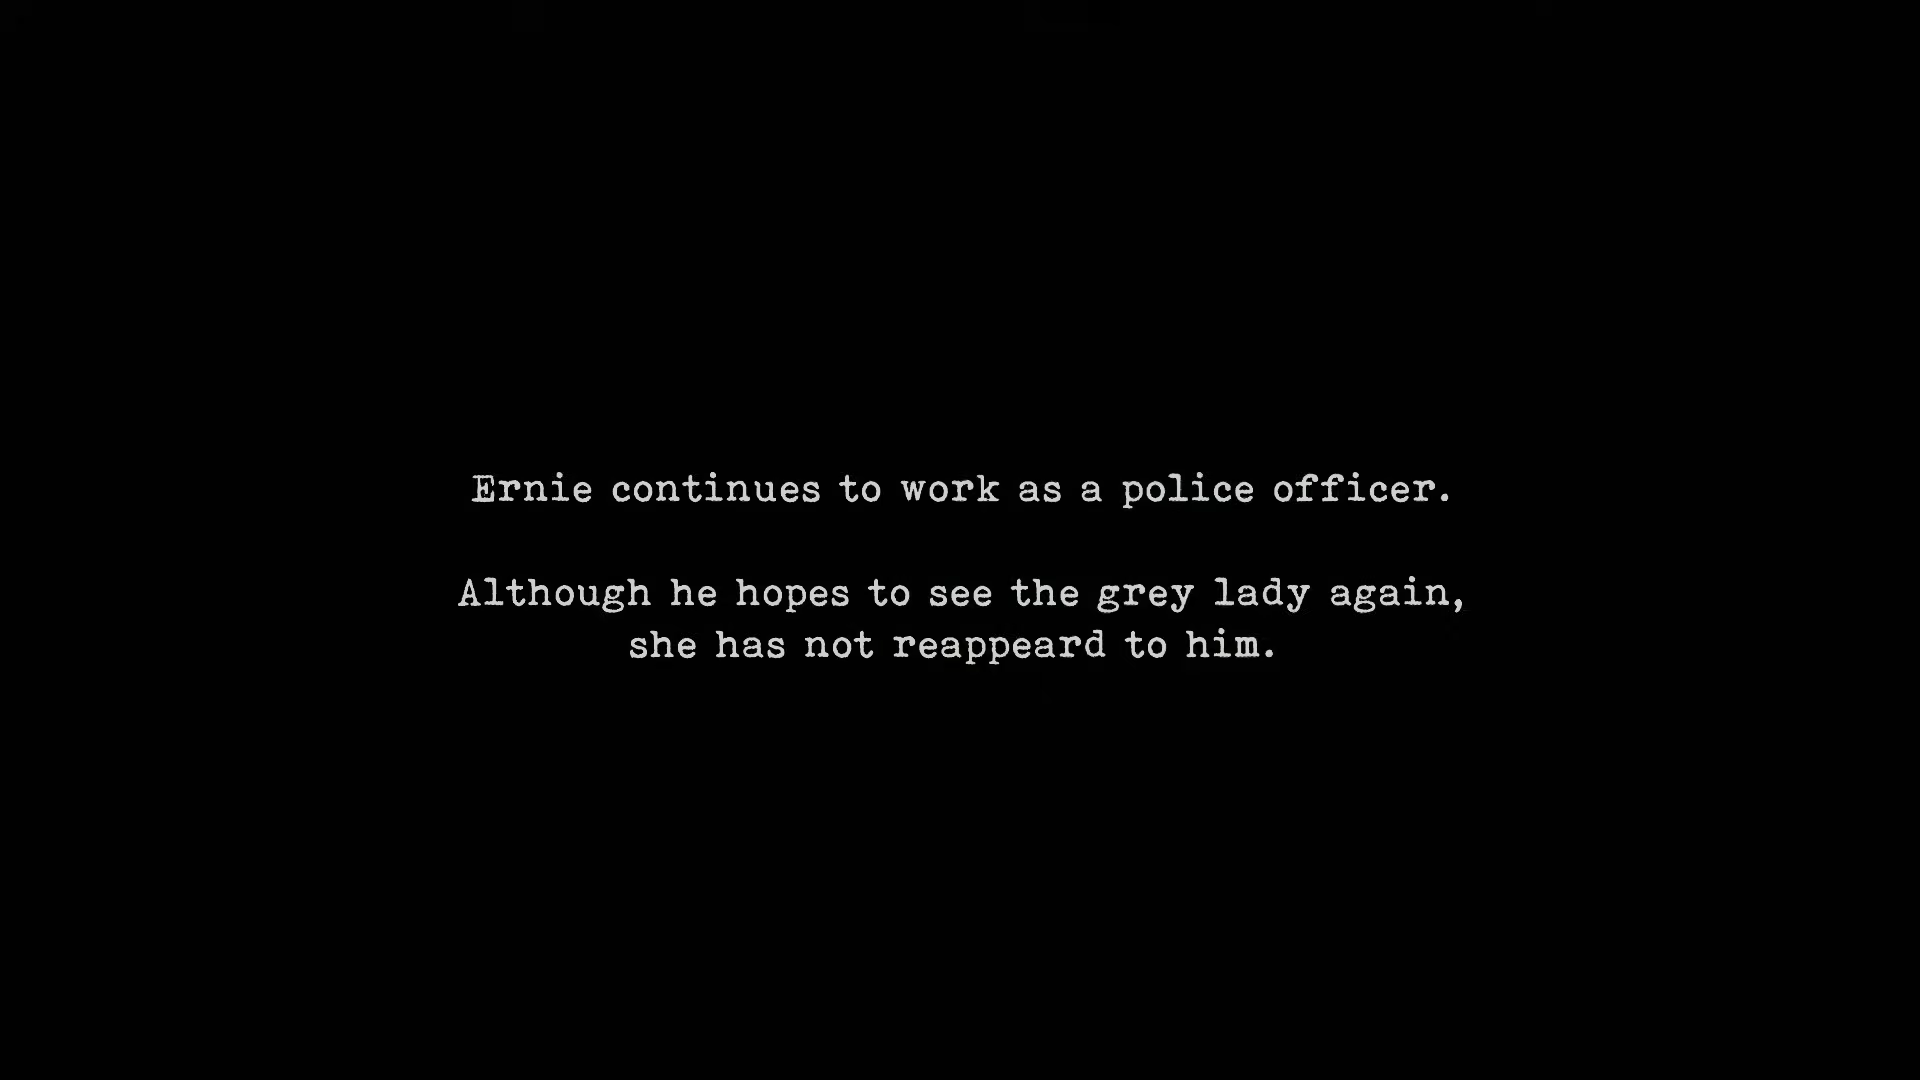 Ernie continues to work as a police officer.
Although he hopes to see the grey lady again,
she has not reappeard to him.